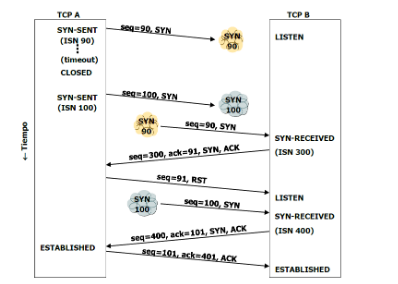 TCP A
TCP B
SYN-SENT
(ISN 90)
seq=90, SYN
SYN
90
LISTEN
(timeout)
CLOSED
SYN-SENT
(ISN 100)
seq=100, SYN
SYN
100
SYN
90
seq=90, SYN
SYN-RECEIVED
(ISN 300)
seq=300, ack=91, SYN, ACK
← Tiempo
seq=91, RST
LISTEN
SYN
100
seq=100, SYN
SYN-RECEIVED
(ISN 400)
seq=400, ack=101, SYN, ACK
ESTABLISHED
seq=101, ack=401, ACK
ESTABLISHED